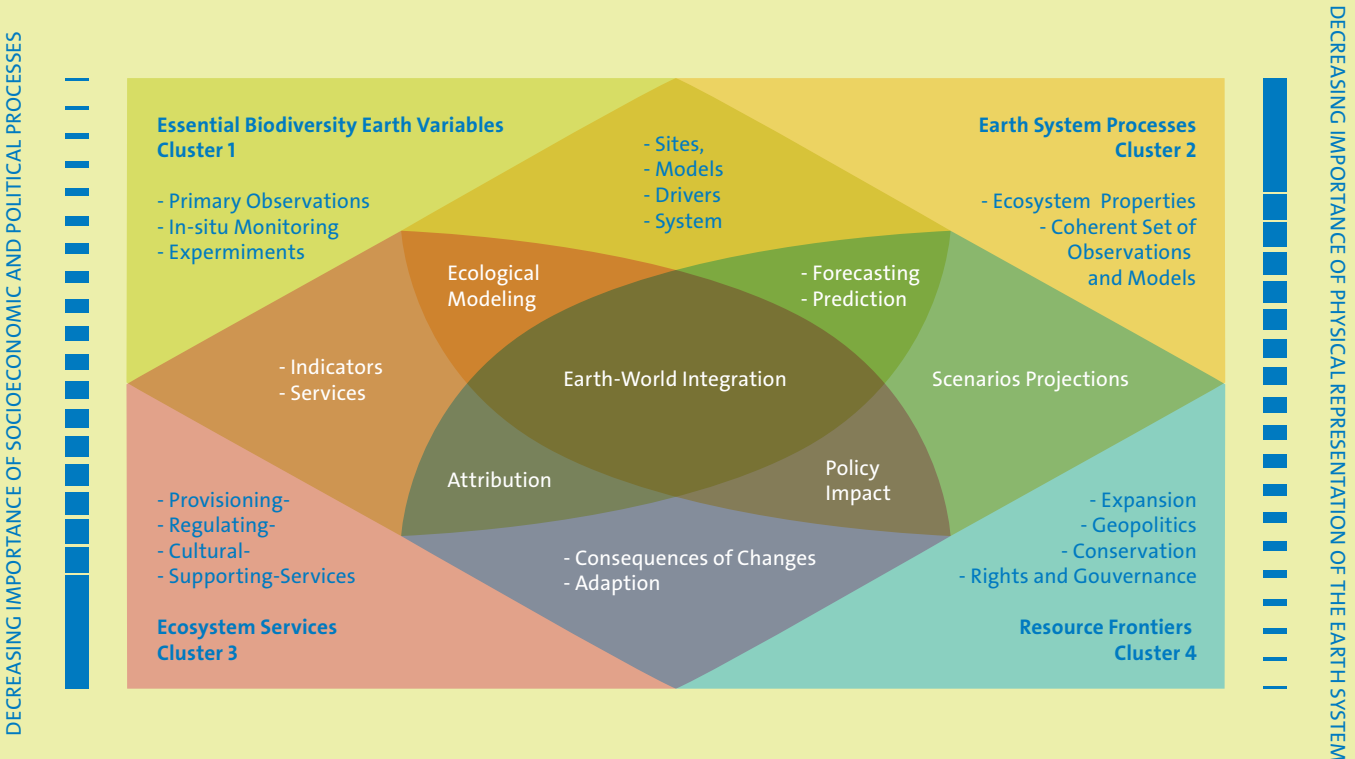 DECREASING IMPORTANCE OF SOCIOECONOMIC AND POLITICAL PROCESSES
Essential Biodiversity Earth Variables
Cluster 1
- Primary Observations
- In-situ Monitoring
- Expermiments
- Sites,
- Models
- Drivers
- System
Earth System Processes
Cluster 2
- Ecosystem Properties
- Coherent Set of
Observations
and Models
Ecological
Modeling
- Forecasting
- Prediction
- Indicators
- Services
Earth-World Integration
Scenarios Projections
Attribution
Policy
Impact
- Provisioning-
- Regulating-
- Cultural-
- Supporting-Services
Ecosystem Services
Cluster 3
- Consequences of Changes
- Adaption
- Expansion
- Geopolitics
- Conservation
- Rights and Gouvernance
Resource Frontiers
Cluster 4
DECREASING IMPORTANCE OF PHYSICAL REPRESENTATION OF THE EARTH SYSTEM